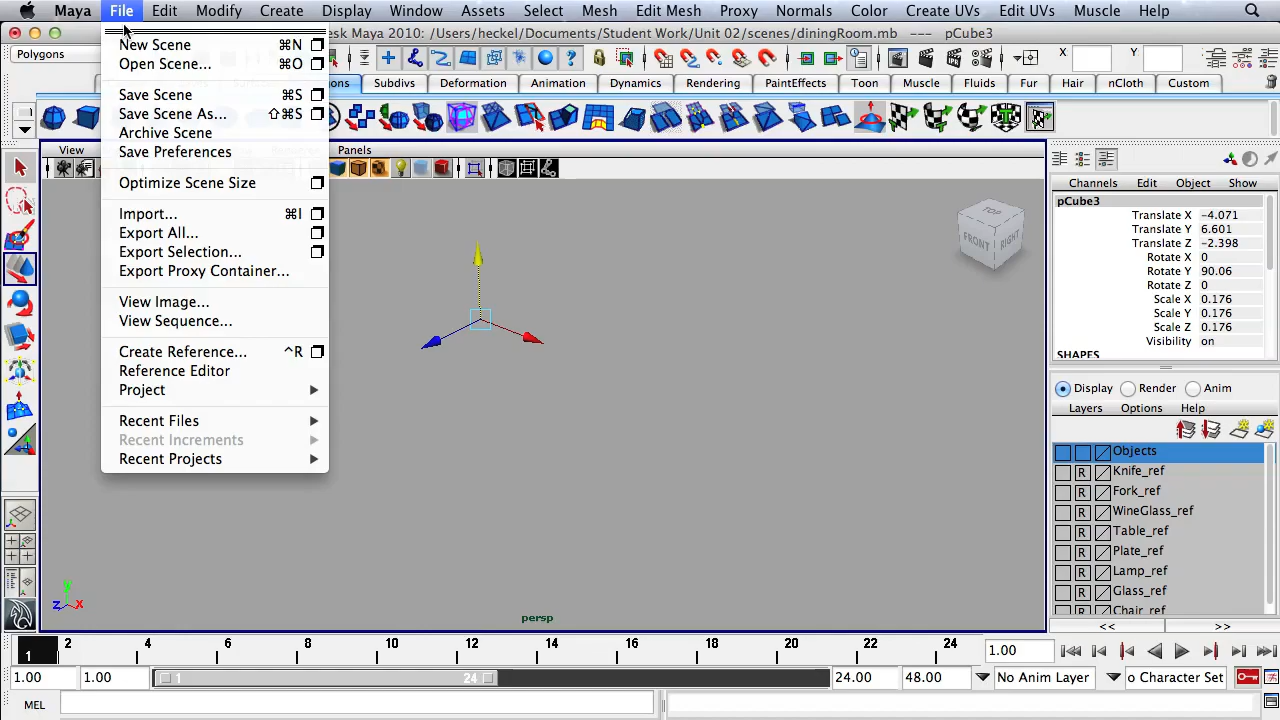 Maya File Edit Modify Create Display Window Assets Select Mesh Edit Mesh Proxy Normals Color Create UVs Edit UVs Muscle Help
desk Maya 2010: /Users/heckel/Documents/Student Work/Unit 02/scenes/diningRoom.mb --- pCube3
Polygons
X Y Z
ons Subdivs Deformation Animation Dynamics Rendering PaintEffects Toon Muscle Fluids Fur Hair nCloth Custom
View Panels
New Scene ⌘N
Open Scene... ⌘O
Save Scene ⌘S
Save Scene As... ⇧⌘S
Archive Scene
Save Preferences
Optimize Scene Size
Import... ⌘I
Export All...
Export Selection...
Export Proxy Container...
View Image...
View Sequence...
Create Reference... ^R
Reference Editor
Project
Recent Files
Recent Increments
Recent Projects
TOP
FRONT RIGHT
y
z x
persp
Channels Edit Object Show
pCube3
Translate X -4.071
Translate Y 6.601
Translate Z -2.398
Rotate X 0
Rotate Y 90.06
Rotate Z 0
Scale X 0.176
Scale Y 0.176
Scale Z 0.176
Visibility on
SHAPES
Display Render Anim
Layers Options Help
Objects
R Knife_ref
R Fork_ref
R WineGlass_ref
R Table_ref
R Plate_ref
R Lamp_ref
R Glass_ref
R Chair_ref
<< >>
1 2 4 6 8 10 12 14 16 18 20 22 24 1.00
1.00 1.00 1 24 24.00 48.00 No Anim Layer o Character Set
MEL